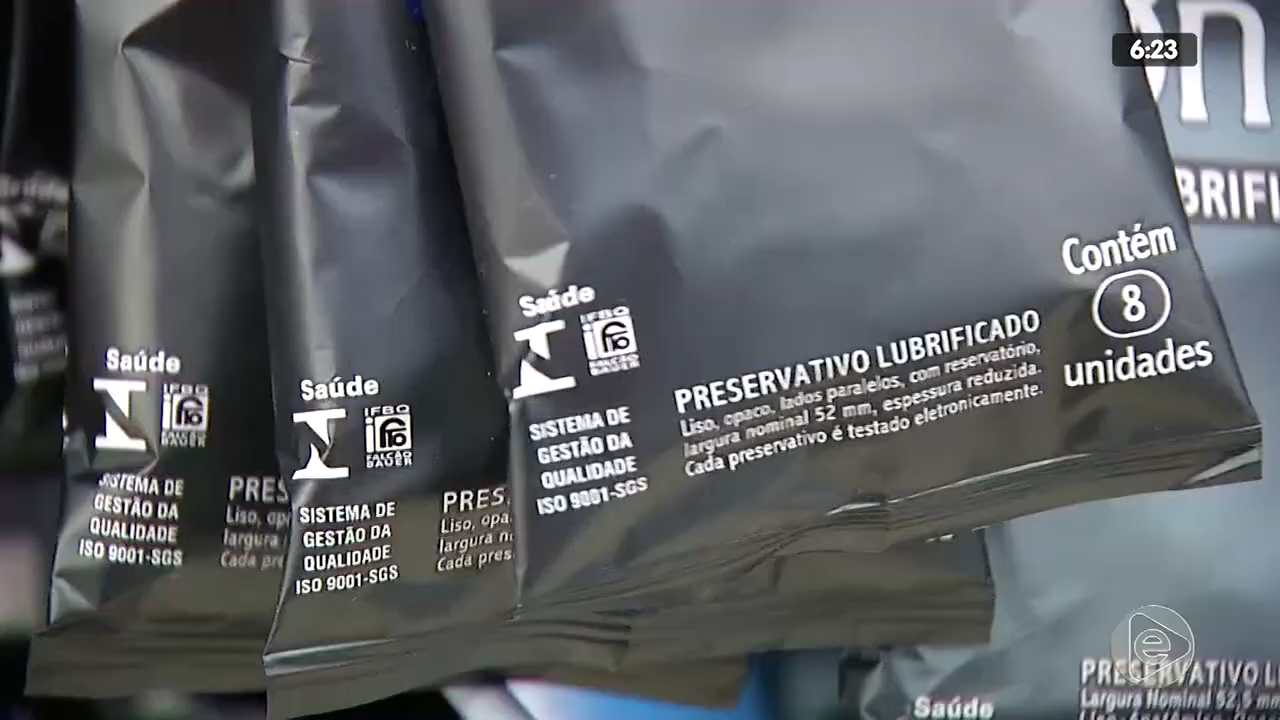 6:23
n
BRIFI
Contém
8
unidades
PRESERVATIVO LUBRIFICADO
Liso, opaco, lados paralelos, com reservatório,
largura nominal 52 mm, espessura reduzida.
Cada preservativo é testado eletronicamente.
Saúde
IFBQ
FALCÃO
BAUER
SISTEMA DE
GESTÃO DA
QUALIDADE
ISO 9001-SGS
Saúde
IFBQ
FALCÃO
BAUER
SISTEMA DE
GESTÃO DA
QUALIDADE
ISO 9001-SGS
PRES
Liso, opa
largura n
Cada pres
Saúde
IFBQ
FALCÃO
BAUER
SISTEMA DE
GESTÃO DA
QUALIDADE
ISO 9001-SGS
PRES
Liso, op
largura
Cada pre
e
PRESERVATIVO L
Largura Nominal 52,5 mm
Saúde